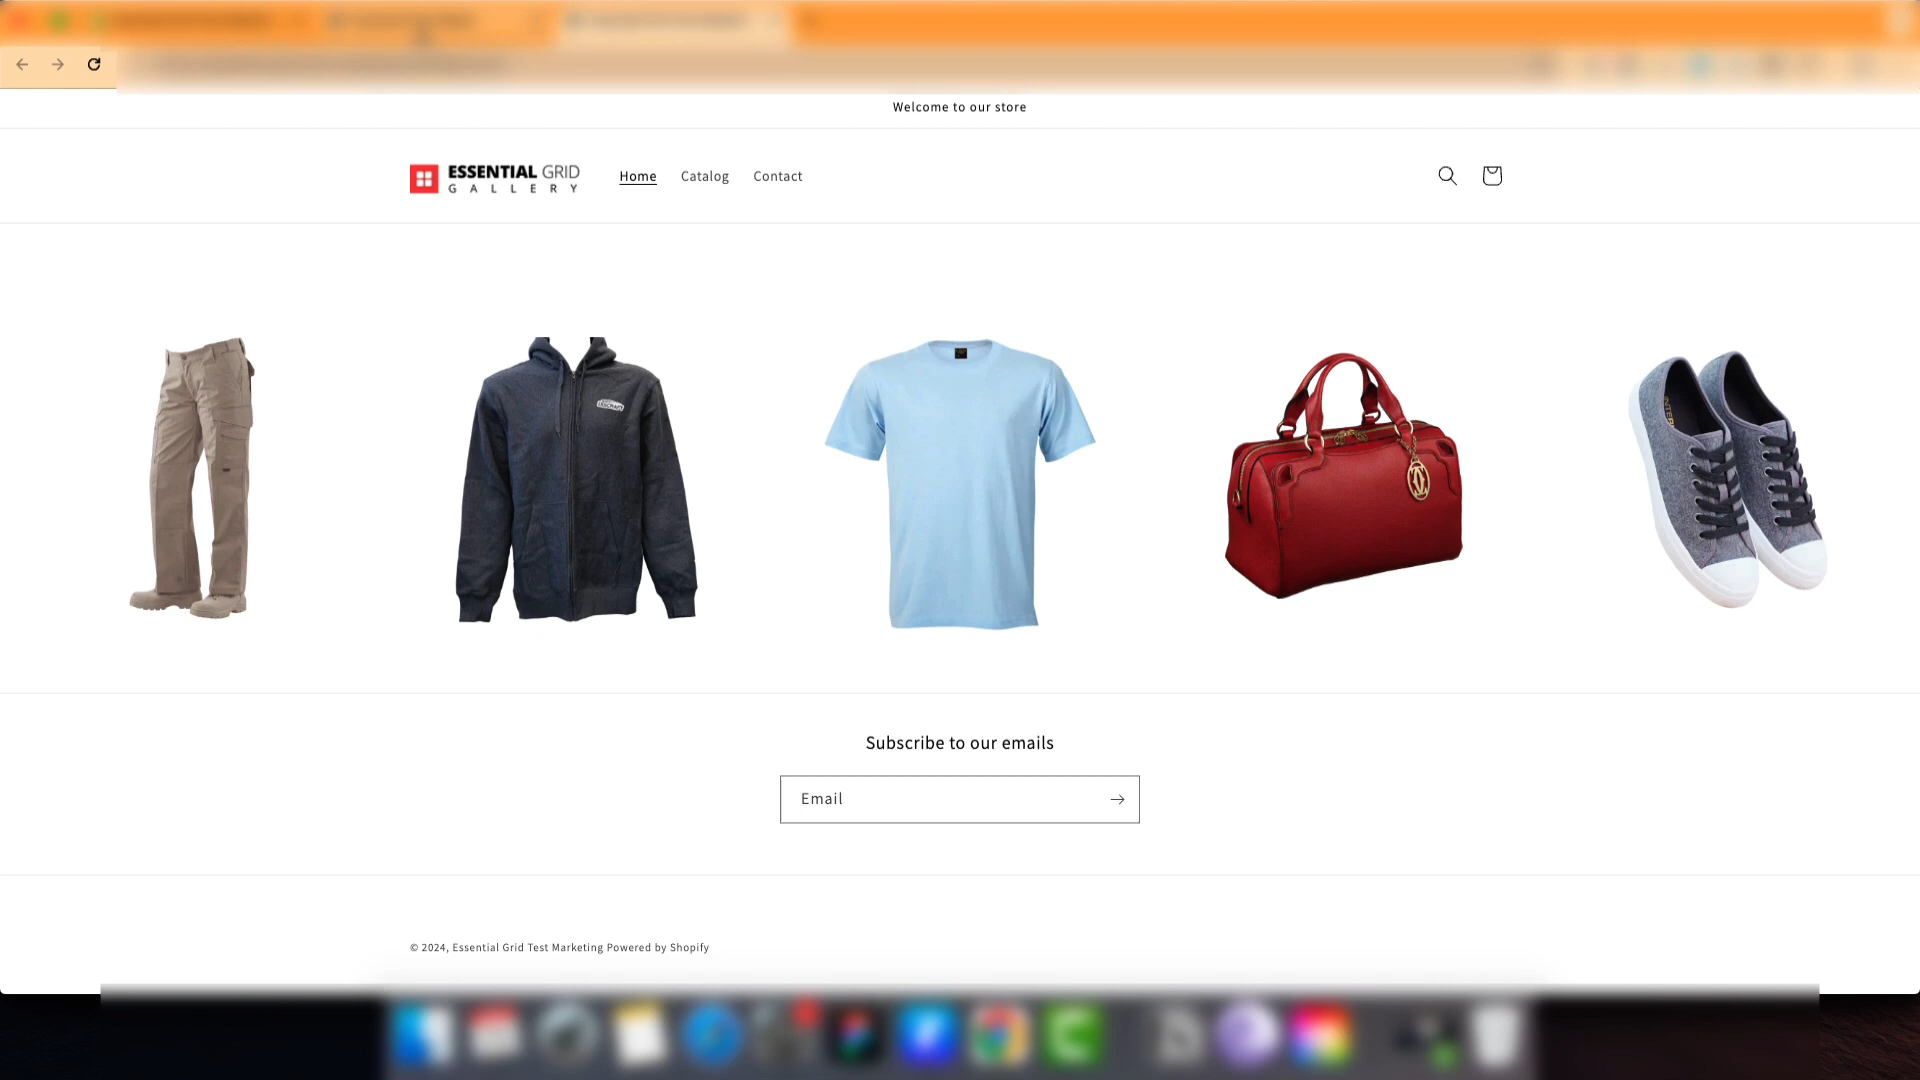 Welcome to our store
ESSENTIAL GRID
GALLERY
Home
Catalog
Contact
Subscribe to our emails
Email
© 2024, Essential Grid Test Marketing Powered by Shopify